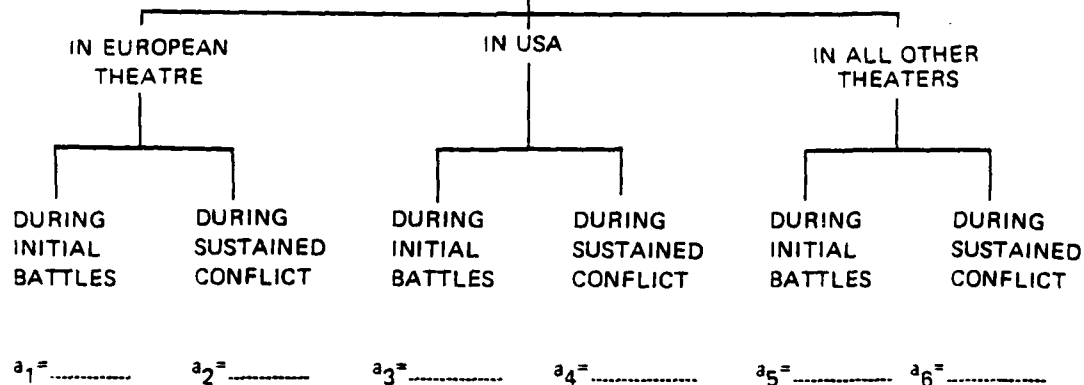 IN EUROPEAN
THEATRE
IN USA
IN ALL OTHER
THEATERS
DURING
INITIAL
BATTLES
DURING
SUSTAINED
CONFLICT
DURING
INITIAL
BATTLES
DURING
SUSTAINED
CONFLICT
DURING
INITIAL
BATTLES
DURING
SUSTAINED
CONFLICT
a1=............ a2=............ a3=............ a4=............ a5=............ a6=............